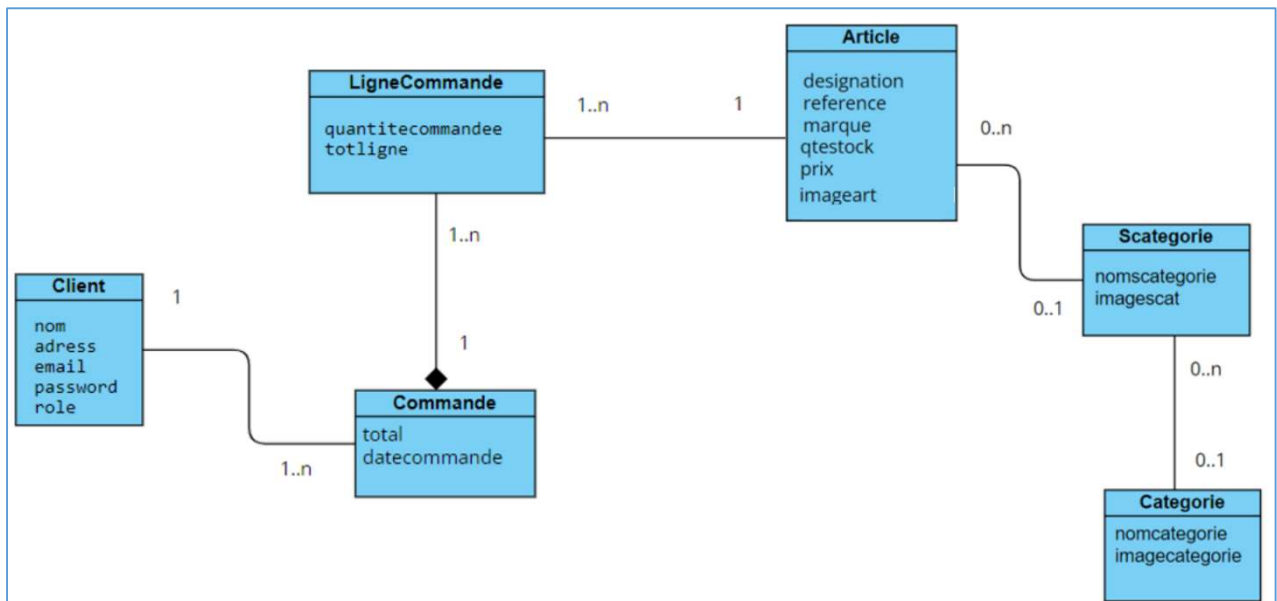 Article
designation
reference
marque
qtestock
prix
imageart
LigneCommande
quantitecommandee
totligne
1..n
1
0..n
1..n
Scategorie
nomscategorie
imagescat
0..1
Client
nom
adress
email
password
role
1
1
Commande
total
datecommande
1..n
0..n
0..1
Categorie
nomcategorie
imagecategorie